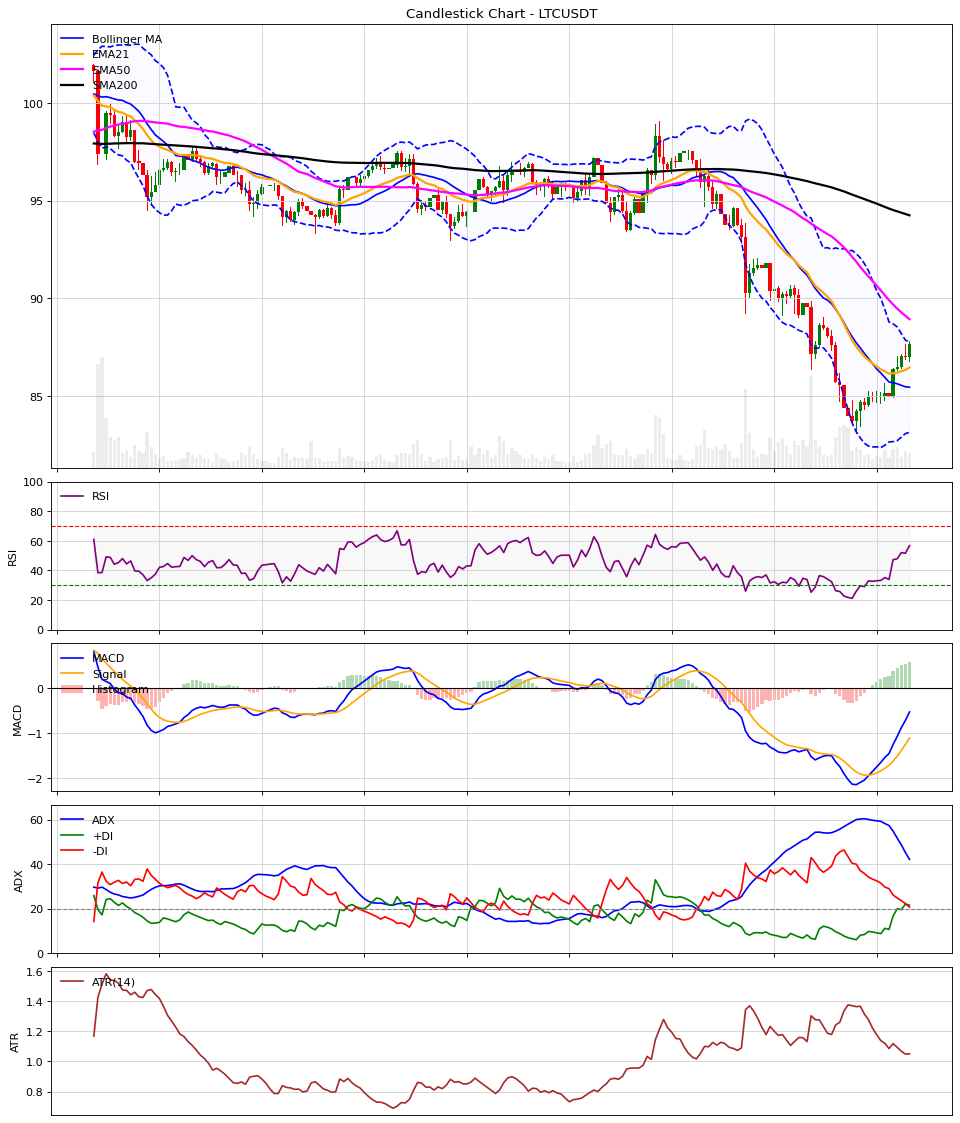 Candlestick Chart - LTCUSDT
Bollinger MA
EMA21
SMA50
SMA200
100
95
90
85
RSI
100
80
60
40
20
0
RSI
MACD
Signal
Histogram
0
−1
−2
MACD
ADX
+DI
-DI
60
40
20
0
ADX
ATR(14)
1.6
1.4
1.2
1.0
0.8
ATR